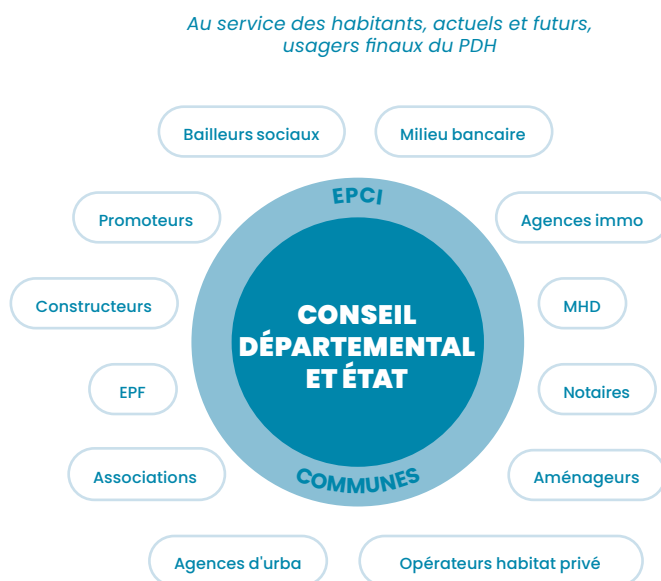 Au service des habitants, actuels et futurs,
usagers finaux du PDH
Bailleurs sociaux
Milieu bancaire
EPCI
Promoteurs
Agences immo
Constructeurs
MHD
CONSEIL
DÉPARTEMENTAL
ET ÉTAT
EPF
Notaires
Associations
COMMUNES
Aménageurs
Agences d'urba
Opérateurs habitat privé